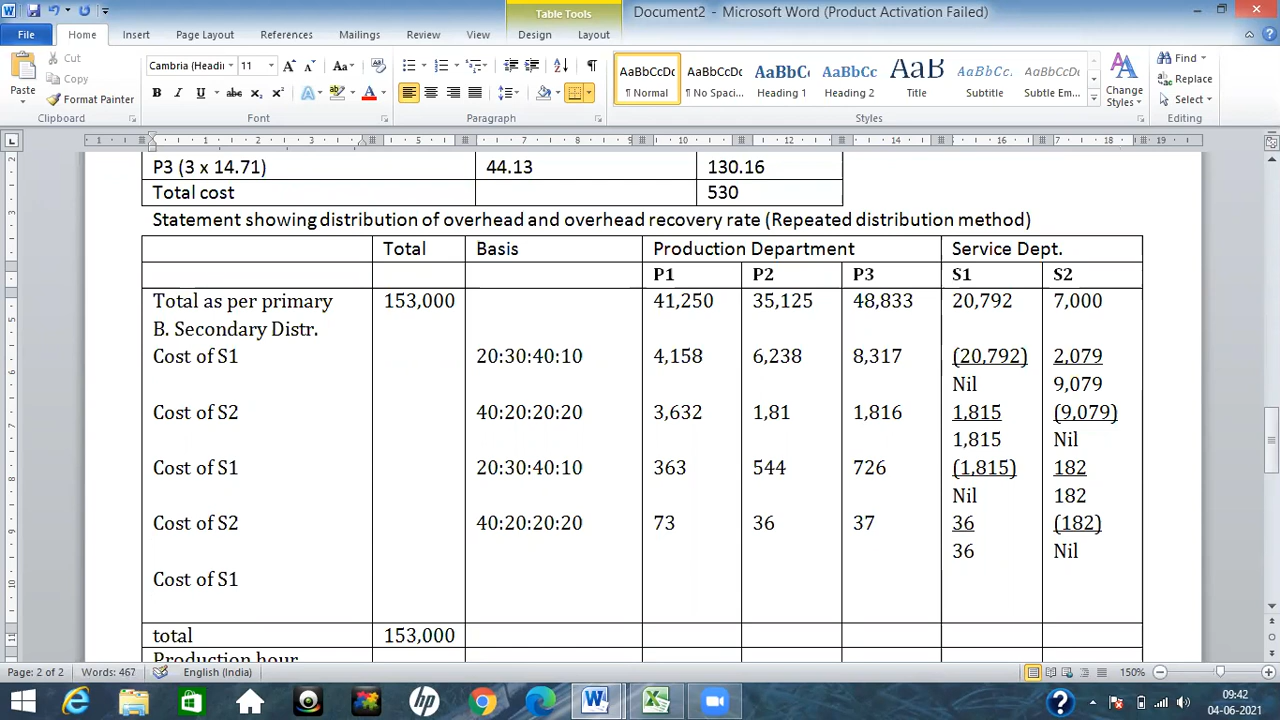 Document2 - Microsoft Word (Product Activation Failed)
Table Tools
File Home Insert Page Layout References Mailings Review View Design Layout
Paste
Cut
Copy
Format Painter
Clipboard
Cambria (Headi 11
Font
Paragraph
AaBbCcDc AaBbCcDc AaBbC AaBbCc AaB AaBbCcL AaBbCcDc
¶ Normal ¶ No Spaci... Heading 1 Heading 2 Title Subtitle Subtle Em...
Styles
Change Styles
Find
Replace
Select
Editing
P3 (3 x 14.71) 44.13 130.16
Total cost 530
Statement showing distribution of overhead and overhead recovery rate (Repeated distribution method)
Total Basis Production Department Service Dept.
P1 P2 P3 S1 S2
Total as per primary 153,000 41,250 35,125 48,833 20,792 7,000
B. Secondary Distr.
Cost of S1 20:30:40:10 4,158 6,238 8,317 (20,792) 2,079
Nil 9,079
Cost of S2 40:20:20:20 3,632 1,81 1,816 1,815 (9,079)
1,815 Nil
Cost of S1 20:30:40:10 363 544 726 (1,815) 182
Nil 182
Cost of S2 40:20:20:20 73 36 37 36 (182)
36 Nil
Cost of S1
total 153,000
Production hour
Page: 2 of 2 Words: 467 English (India) 150%
09:42
04-06-2021